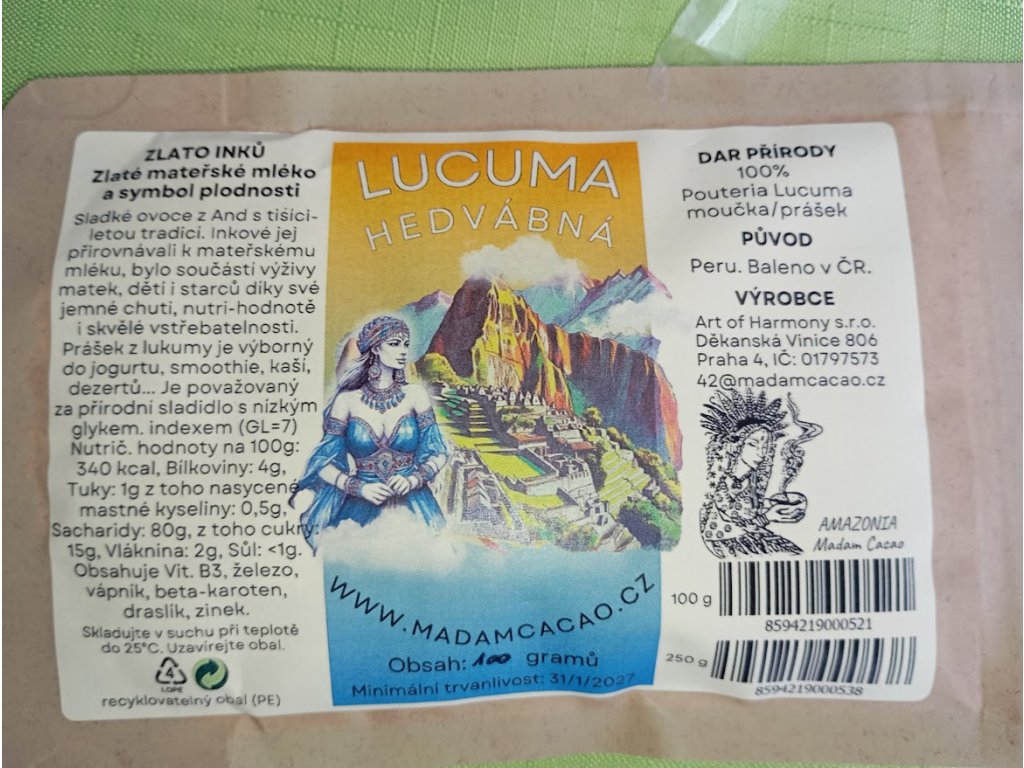 ZLATO INKŮ
Zlaté mateřské mléko
a symbol plodnosti
Sladké ovoce z And s tisíci-
letou tradicí. Inkové jej
přirovnávali k mateřskému
mléku, bylo součástí výživy
matek, dětí i starců díky své
jemné chuti, nutri-hodnotě
i skvělé vstřebatelnosti.
Prášek z lukumy je výborný
do jogurtu, smoothie, kaší,
dezertů... Je považovaný
za přírodní sladidlo s nízkým
glykem. indexem (GL=7)
Nutrič. hodnoty na 100g:
340 kcal, Bílkoviny: 4g,
Tuky: 1g z toho nasycené
mastné kyseliny: 0,5g,
Sacharidy: 80g, z toho cukry:
15g, Vláknina: 2g, Sůl: <1g.
Obsahuje Vit. B3, železo,
vápník, beta-karoten,
draslík, zinek.
Skladujte v suchu při teplotě
do 25°C. Uzavírejte obal.
4
LDPE
recyklovatelný obal (PE)
LUCUMA
HEDVÁBNÁ
WWW.MADAMCACAO.CZ
Obsah: 100 gramů
Minimální trvanlivost: 31/1/2027
DAR PŘÍRODY
100%
Pouteria Lucuma
moučka/prášek
PŮVOD
Peru. Baleno v ČR.
VÝROBCE
Art of Harmony s.r.o.
Děkanská Vinice 806
Praha 4, IČ: 01797573
42@madamcacao.cz
AMAZONIA
Madam Cacao
100 g
8594219000521
250 g
8594219000538